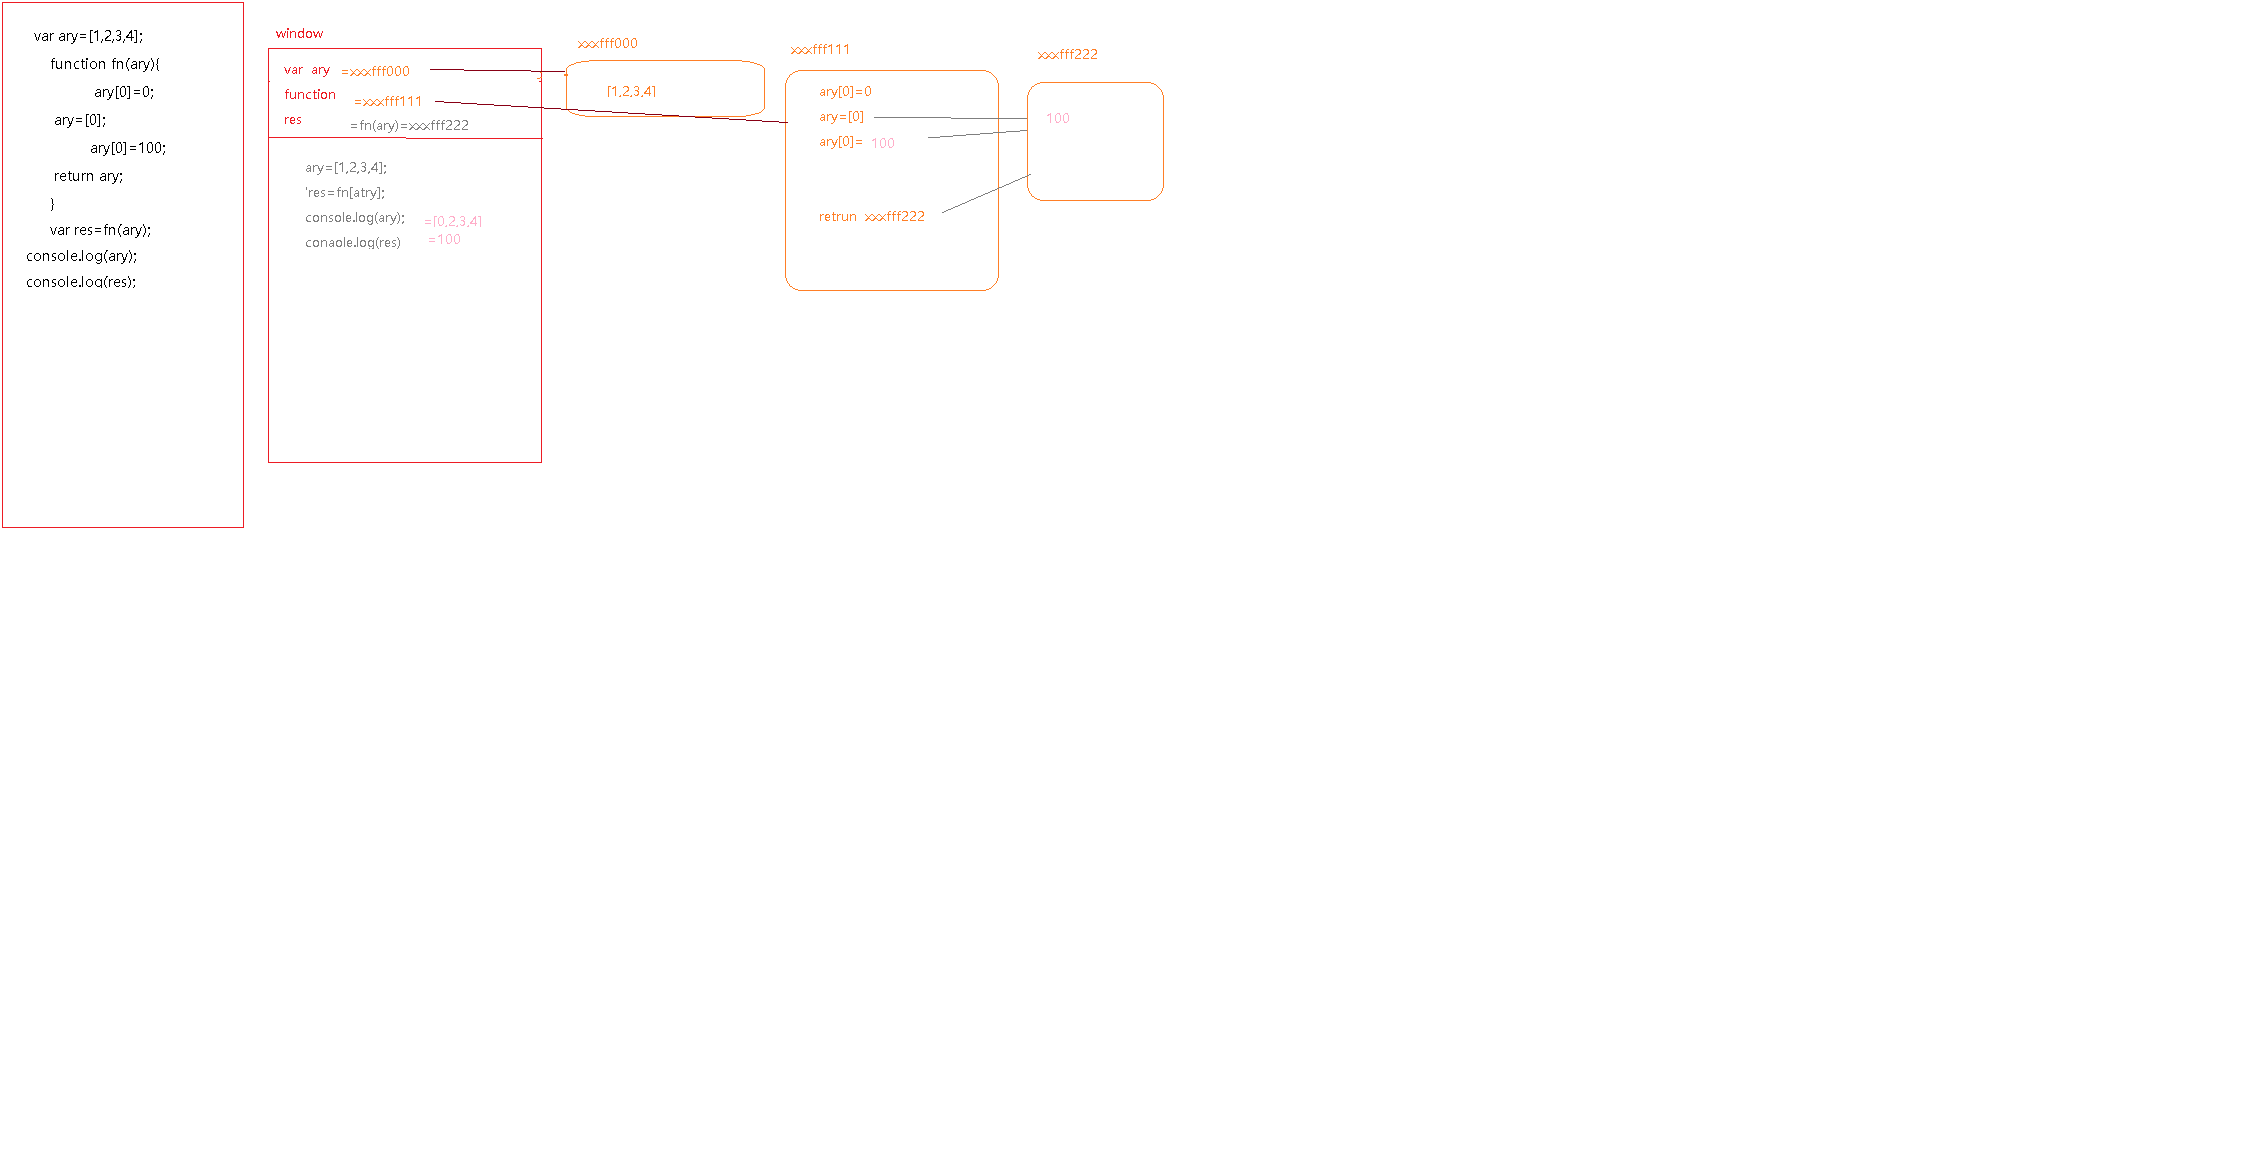 var ary=[1,2,3,4];
function fn(ary){
ary[0]=0;
ary=[0];
ary[0]=100;
return ary;
}
var res=fn(ary);
console.log(ary);
console.log(res);
window
var ary =xxxfff000
function =xxxfff111
res =fn(ary)=xxxfff222
ary=[1,2,3,4];
'res=fn[atry];
console.log(ary); =[0,2,3,4]
conaole.log(res) =100
xxxfff000
[1,2,3,4]
xxxfff111
ary[0]=0
ary=[0]
ary[0]= 100
retrun xxxfff222
xxxfff222
100